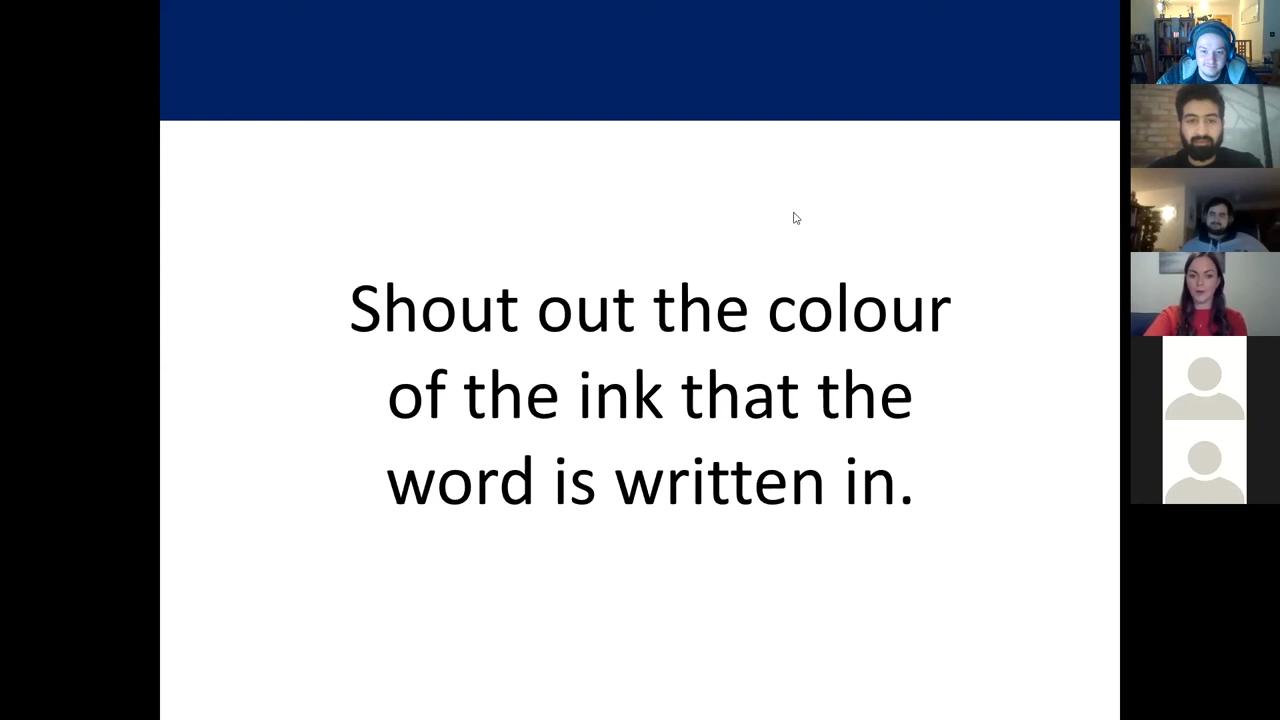 Shout out the colour
of the ink that the
word is written in.